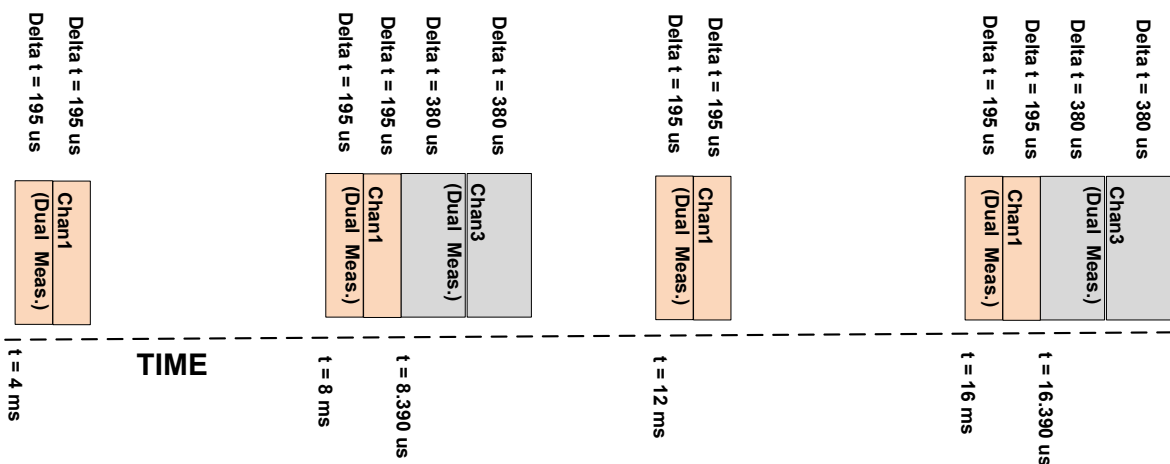 Delta t = 195 us
Delta t = 195 us
Delta t = 195 us
Delta t = 195 us
Delta t = 380 us
Delta t = 380 us
Delta t = 195 us
Delta t = 195 us
Delta t = 195 us
Delta t = 195 us
Delta t = 380 us
Delta t = 380 us
Chan1
(Dual Meas.)
Chan1
(Dual Meas.)
Chan3
(Dual Meas.)
Chan1
(Dual Meas.)
Chan1
(Dual Meas.)
Chan3
(Dual Meas.)
t = 4 ms
TIME
t = 8 ms
t = 8.390 us
t = 12 ms
t = 16 ms
t = 16.390 us